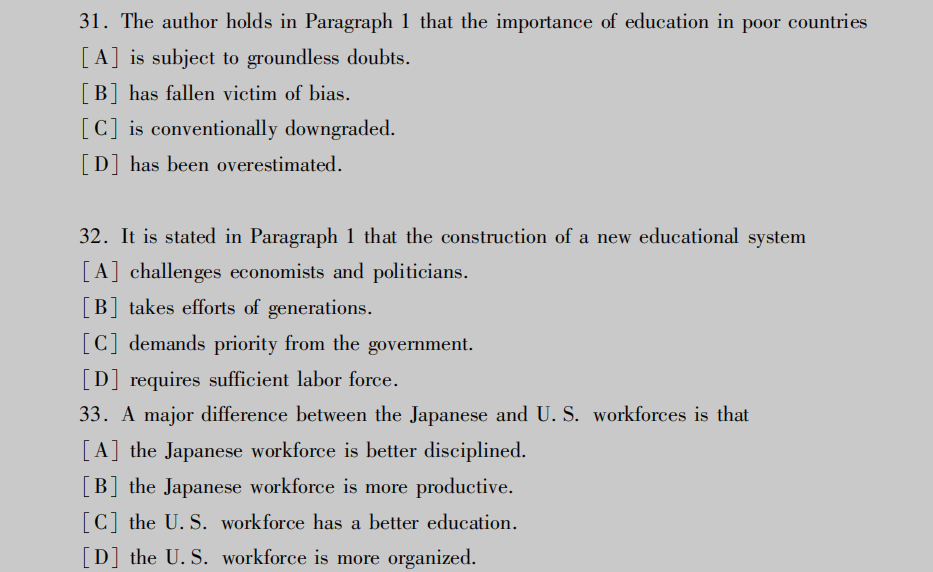 31. The author holds in Paragraph 1 that the importance of education in poor countries
[A] is subject to groundless doubts.
[B] has fallen victim of bias.
[C] is conventionally downgraded.
[D] has been overestimated.
32. It is stated in Paragraph 1 that the construction of a new educational system
[A] challenges economists and politicians.
[B] takes efforts of generations.
[C] demands priority from the government.
[D] requires sufficient labor force.
33. A major difference between the Japanese and U. S. workforces is that
[A] the Japanese workforce is better disciplined.
[B] the Japanese workforce is more productive.
[C] the U. S. workforce has a better education.
[D] the U. S. workforce is more organized.